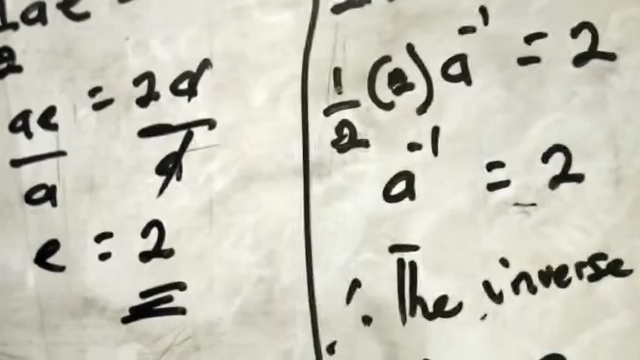 ae = 2a
a a
e = 2
1/2 (2) a⁻¹ = 2
a⁻¹ = 2
∴ The inverse